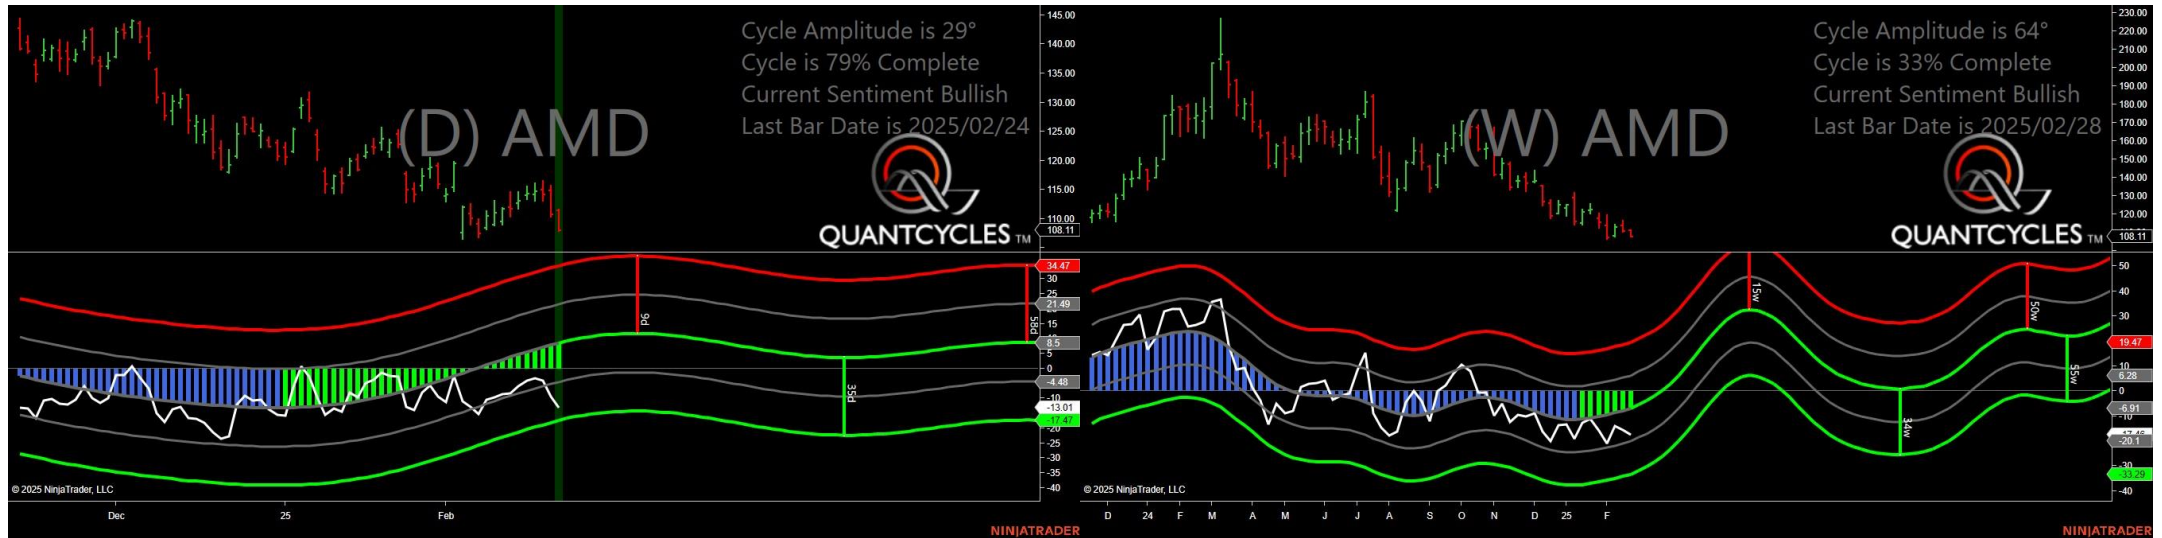 Cycle Amplitude is 29°
Cycle is 79% Complete
Current Sentiment Bullish
Last Bar Date is 2025/02/24
(D) AMD
QUANTCYCLES TM
145.00
140.00
135.00
130.00
125.00
120.00
115.00
110.00
108.11
34.47
30
25
21.49
15
8.5
5
0
-4.48
-10
-13.01
-17.47
-20
-25
-30
-35
-40
9d
35d
58d
© 2025 NinjaTrader, LLC
Dec
25
Feb
NINJATRADER
Cycle Amplitude is 64°
Cycle is 33% Complete
Current Sentiment Bullish
Last Bar Date is 2025/02/28
(W) AMD
QUANTCYCLES TM
230.00
220.00
210.00
200.00
190.00
180.00
170.00
160.00
150.00
140.00
130.00
120.00
108.11
50
40
30
19.47
10
6.28
0
-6.91
-10
-20.1
-30
-33.29
-40
15w
34w
50w
55w
© 2025 NinjaTrader, LLC
D 24 F M A M J J A S O N D 25 F
NINJATRADER